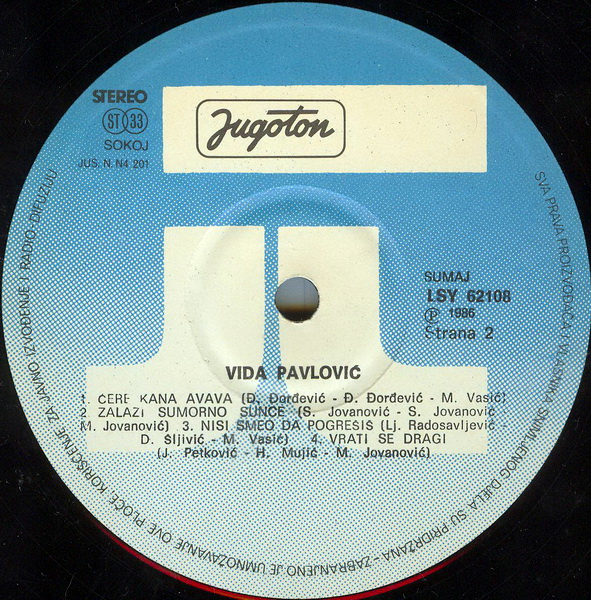 Jugoton
STEREO
ST 33
SOKOJ
JUS. N. N4 201
SUMAJ
LSY 62108
Ⓟ 1986
Strana 2
VIDA PAVLOVIĆ
1. ĆERE KANA AVAVA (Đ. Đorđević - Đ. Đorđević - M. Vasić)
2. ZALAZI SUMORNO SUNCE (S. Jovanović - S. Jovanović
M. Jovanović) 3. NISI SMEO DA POGREŠIŠ (Lj. Radosavljević -
D. Šljivić - M. Vasić) 4. VRATI SE DRAGI
(J. Petković - H. Mujić - M. Jovanović)
SVA PRAVA PROIZVOĐAČA I VLASNIKA SNIMLJENOG DJELA SU PRIDRŽANA - ZABRANJENO JE UMNOŽAVANJE OVE PLOČE, KORIŠĆENJE ZA JAVNO IZVOĐENJE I RADIO-DIFUZIJU